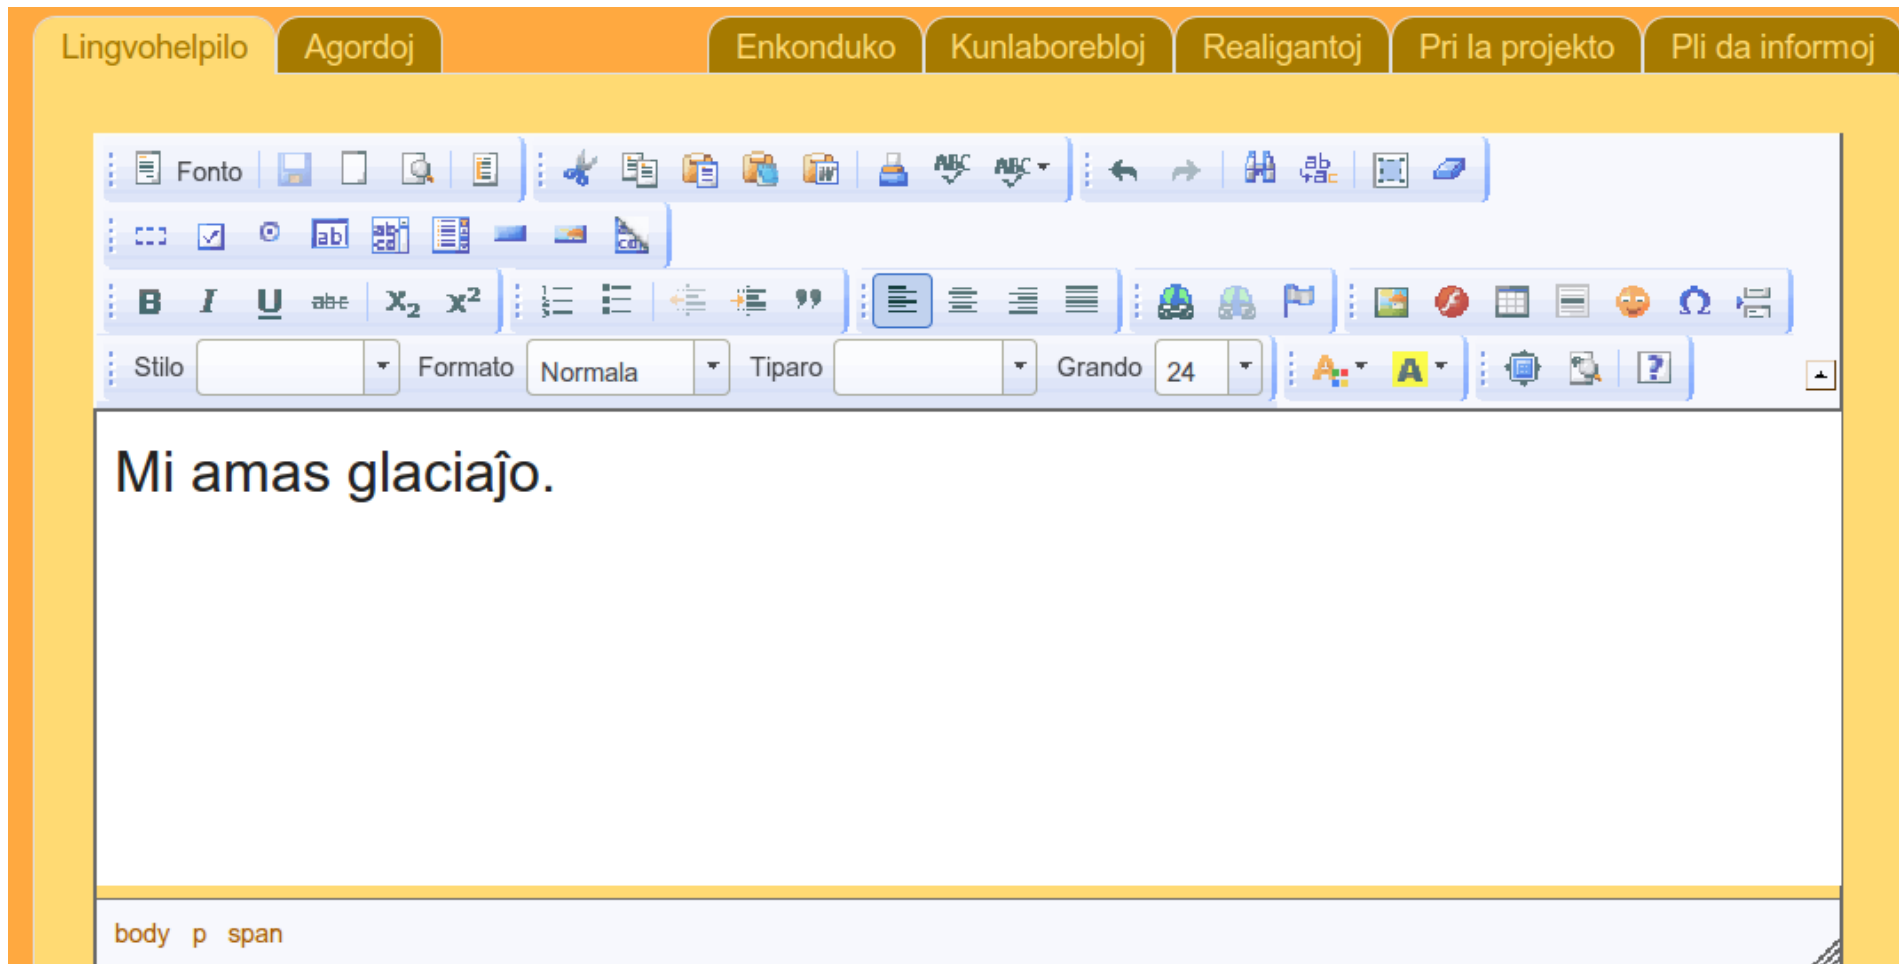 Lingvohelpilo Agordoj Enkonduko Kunlaborebloj Realigantoj Pri la projekto Pli da informoj
Fonto
Stilo Formato Normala Tiparo Grando 24
Mi amas glaciaĵo.
body p span